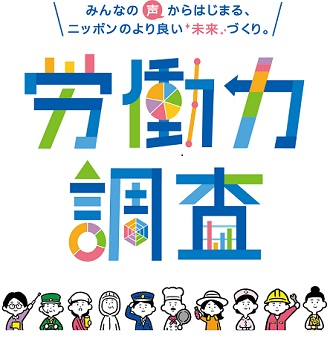 みんなの声からはじまる、
ニッポンのより良い未来づくり。
労働力
調査